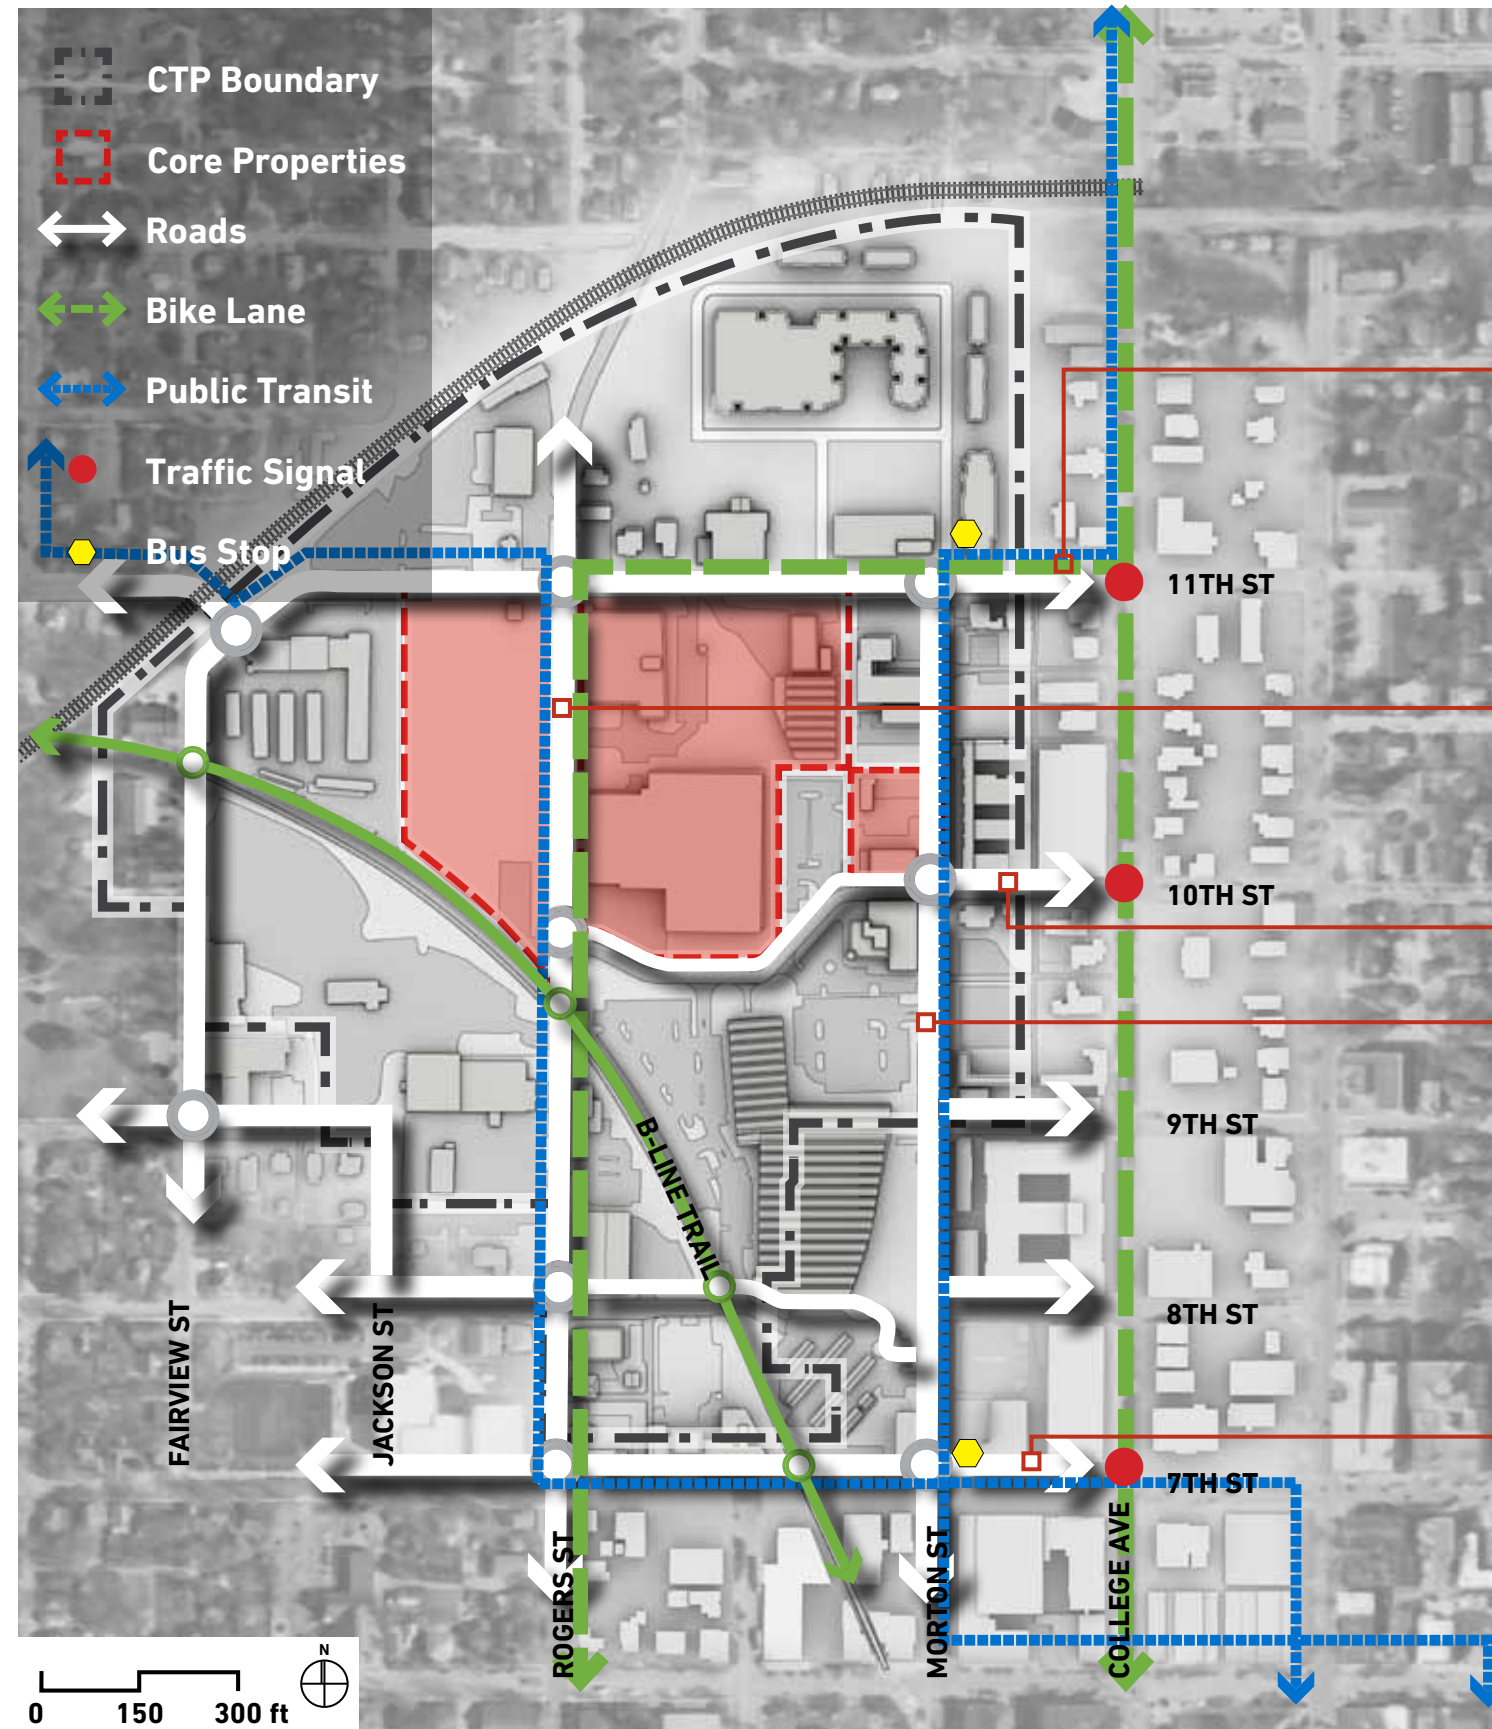 CTP Boundary
Core Properties
Roads
Bike Lane
Public Transit
Traffic Signal
Bus Stop
11TH ST
10TH ST
9TH ST
B-LINE TRAIL
8TH ST
FAIRVIEW ST
JACKSON ST
7TH ST
ROGERS ST
MORTON ST
COLLEGE AVE
N
0 150 300 ft